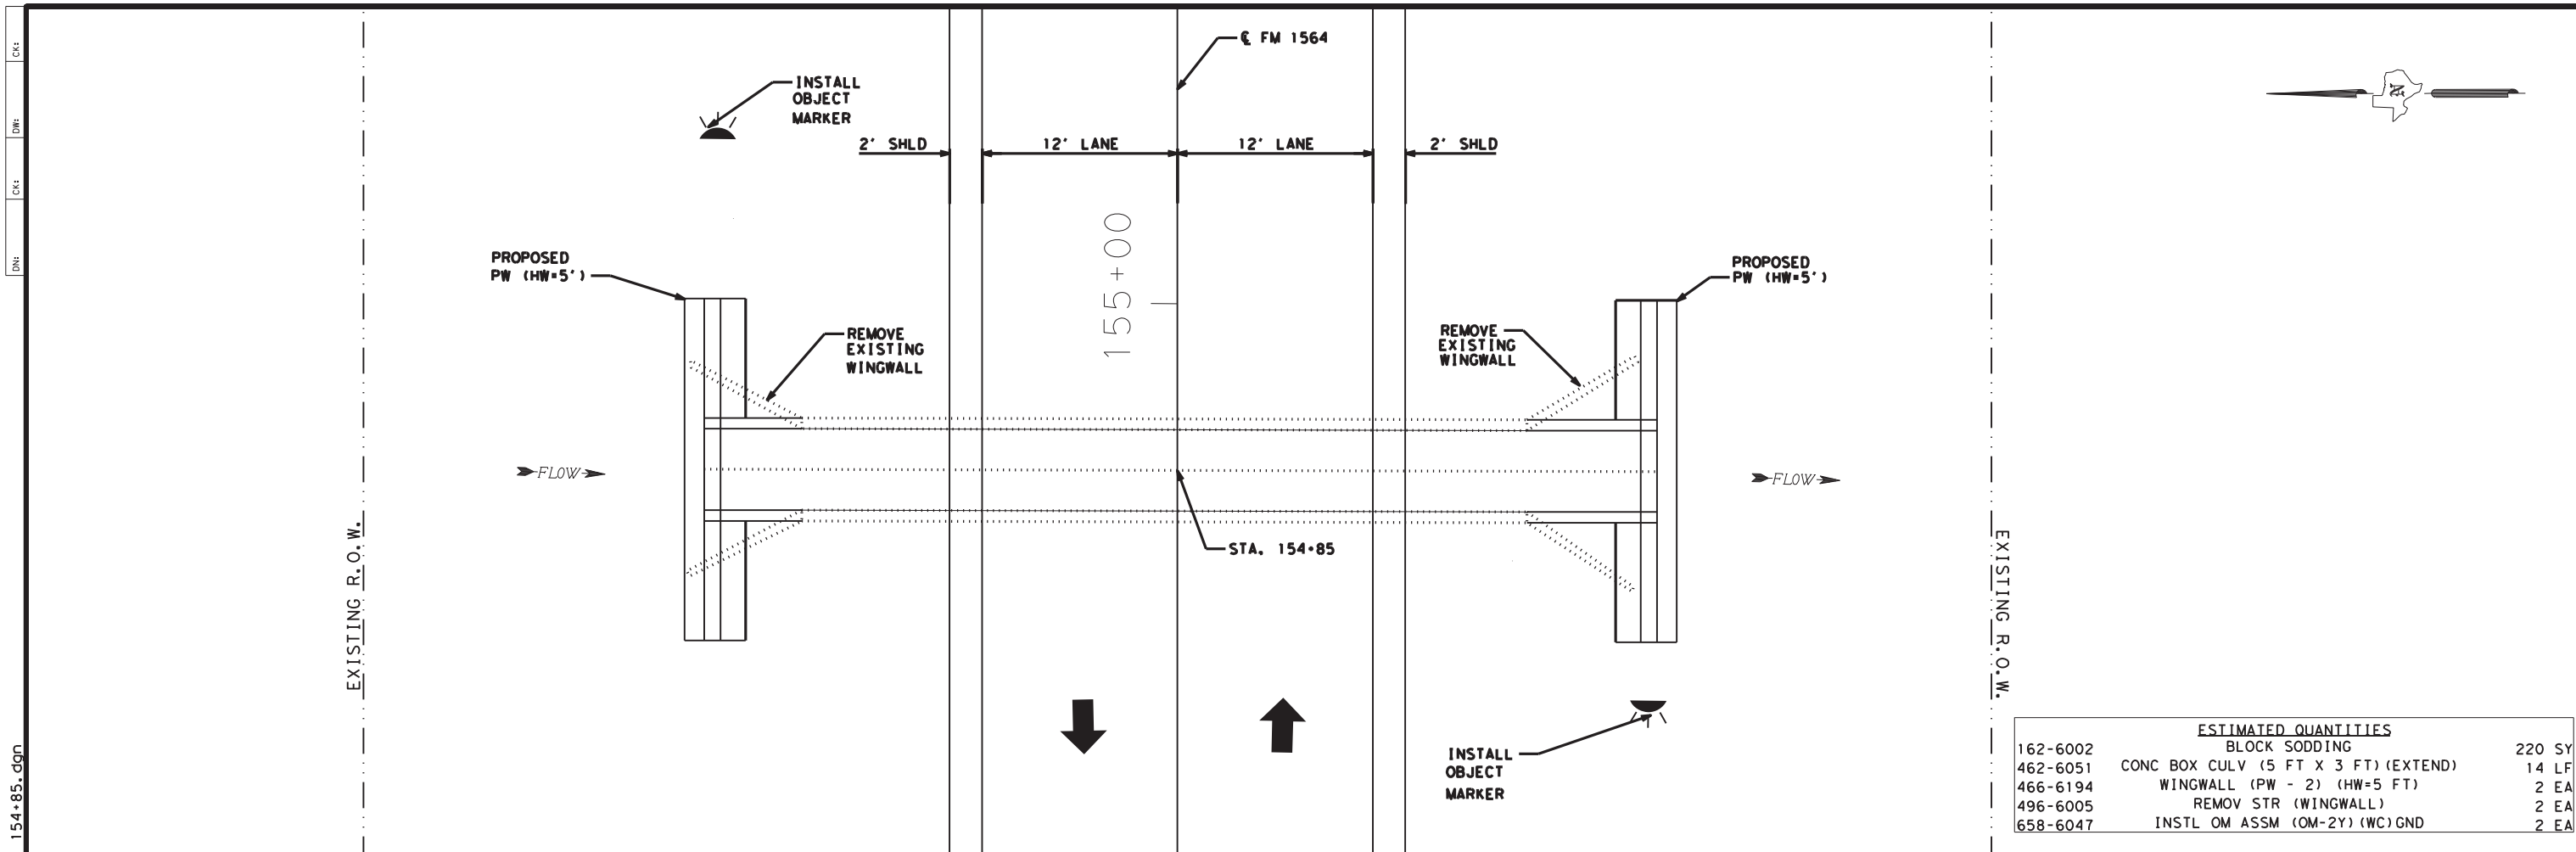 CK:
DW:
CK:
DN:
154+85.dgn
℄ FM 1564
INSTALL
OBJECT
MARKER
2' SHLD
12' LANE
12' LANE
2' SHLD
N
155+00
PROPOSED
PW (HW=5')
PROPOSED
PW (HW=5')
REMOVE
EXISTING
WINGWALL
REMOVE
EXISTING
WINGWALL
FLOW
FLOW
STA. 154+85
EXISTING R.O.W.
EXISTING R.O.W.
INSTALL
OBJECT
MARKER
ESTIMATED QUANTITIES
162-6002 BLOCK SODDING 220 SY
462-6051 CONC BOX CULV (5 FT X 3 FT)(EXTEND) 14 LF
466-6194 WINGWALL (PW - 2) (HW=5 FT) 2 EA
496-6005 REMOV STR (WINGWALL) 2 EA
658-6047 INSTL OM ASSM (OM-2Y)(WC)GND 2 EA